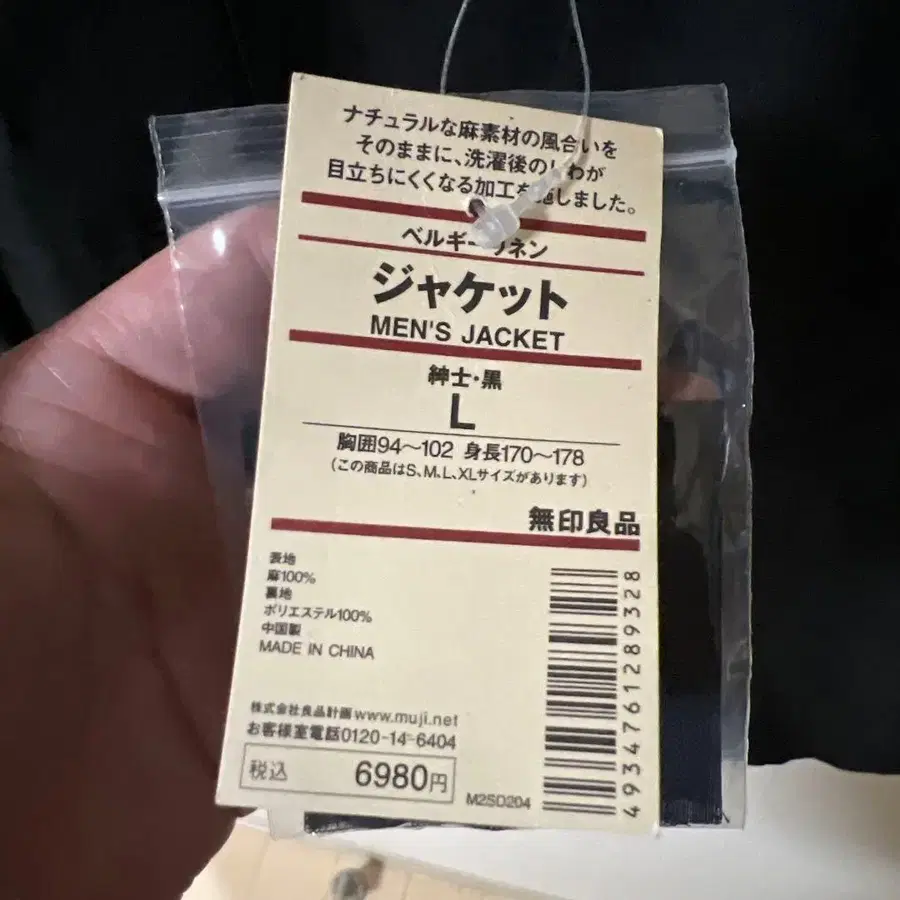 ナチュラルな麻素材の風合いを
そのままに、洗濯後のしわが
目立ちにくくなる加工を施しました。
ベルギーリネン
ジャケット
MEN'S JACKET
紳士・黒
L
胸囲94〜102 身長170〜178
(この商品はS、M、L、XLサイズがあります)
無印良品
表地
麻100%
裏地
ポリエステル100%
中国製
MADE IN CHINA
株式会社良品計画 www.muji.net
お客様室電話0120-14-6404
税込 6980円
M2SD204
4934761289328